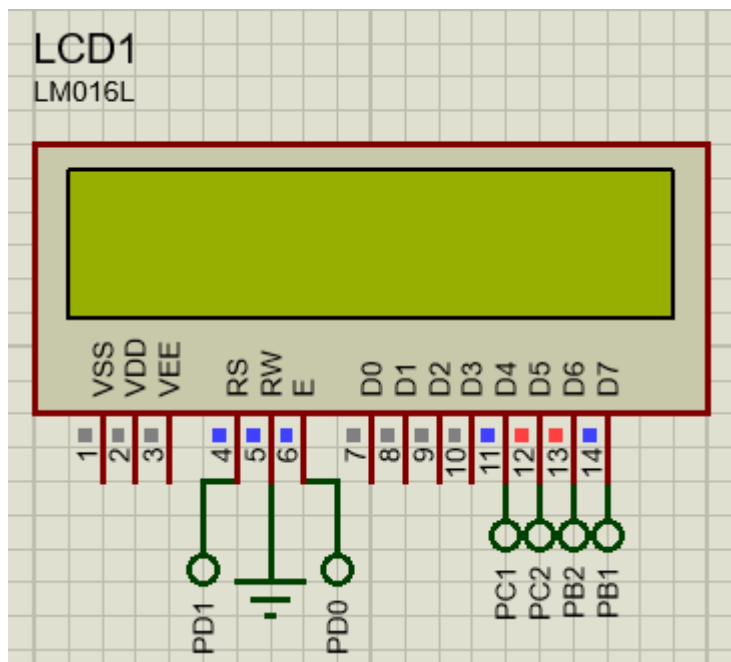 LCD1
LM016L
VSS VDD VEE RS RW E D0 D1 D2 D3 D4 D5 D6 D7
1 2 3 4 5 6 7 8 9 10 11 12 13 14
PD1 PD0 PC1 PC2 PB2 PB1